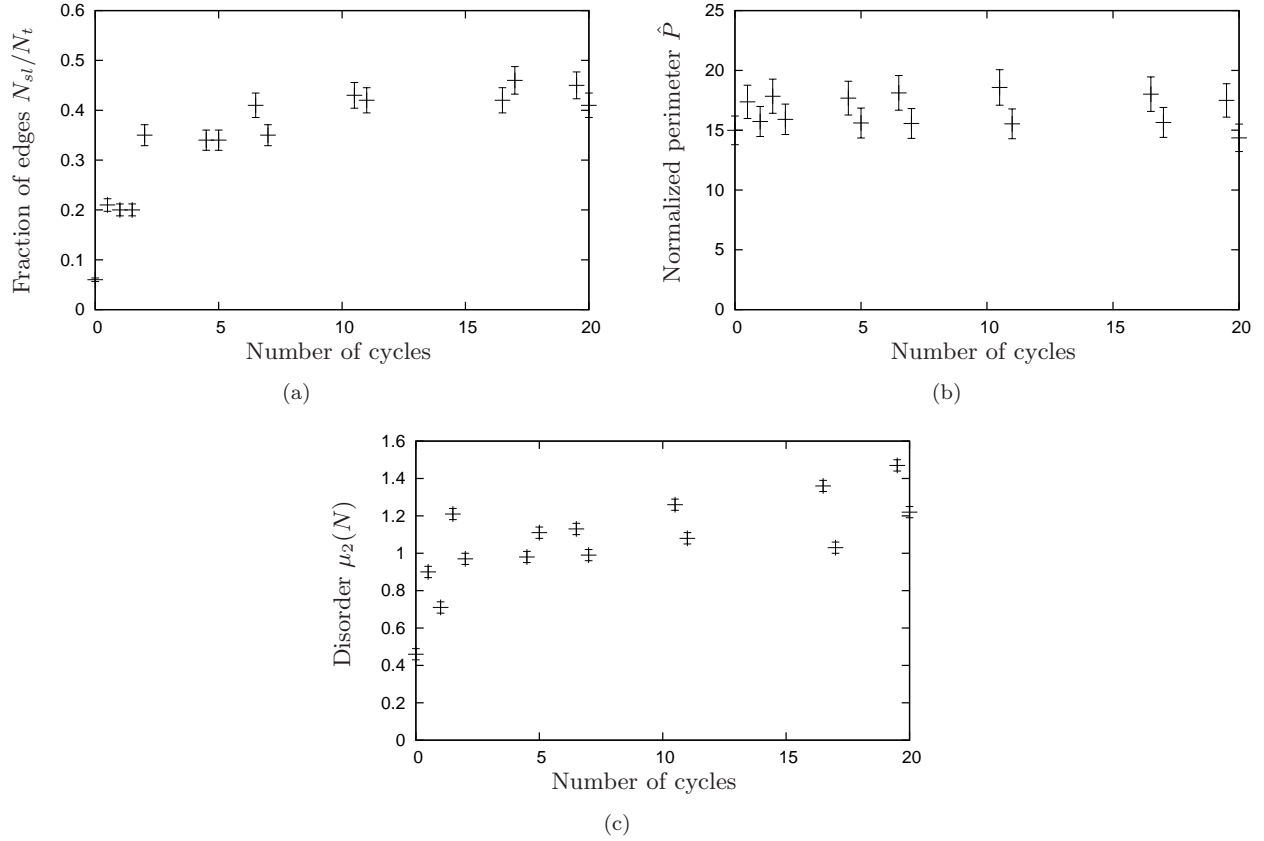 0.6
0.5
0.4
0.3
0.2
0.1
0
0 5 10 15 20
Fraction of edges N_{sl}/N_t
Number of cycles
(a)
25
20
15
10
5
0
0 5 10 15 20
Normalized perimeter P̂
Number of cycles
(b)
1.6
1.4
1.2
1
0.8
0.6
0.4
0.2
0
0 5 10 15 20
Disorder μ₂(N)
Number of cycles
(c)